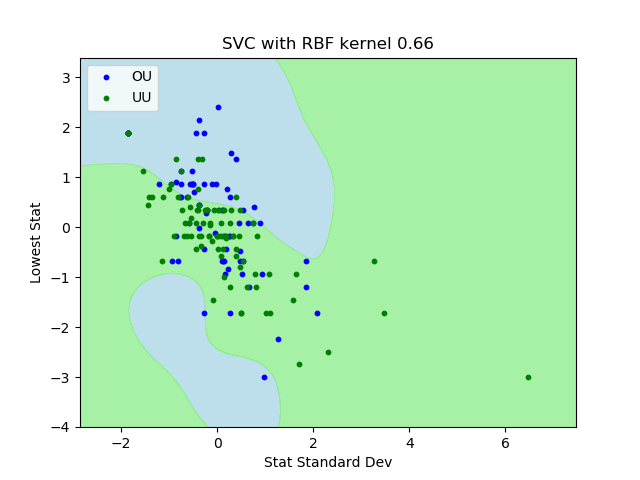 SVC with RBF kernel 0.66
OU
UU
3
2
1
0
−1
−2
−3
−4
Lowest Stat
−2
0
2
4
6
Stat Standard Dev